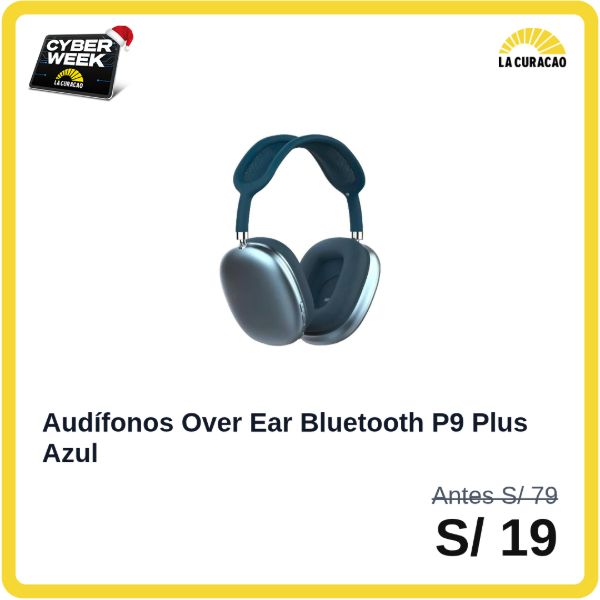 CYBER
WEEK
LA CURACAO
LA CURACAO
Audífonos Over Ear Bluetooth P9 Plus
Azul
Antes S/ 79
S/ 19